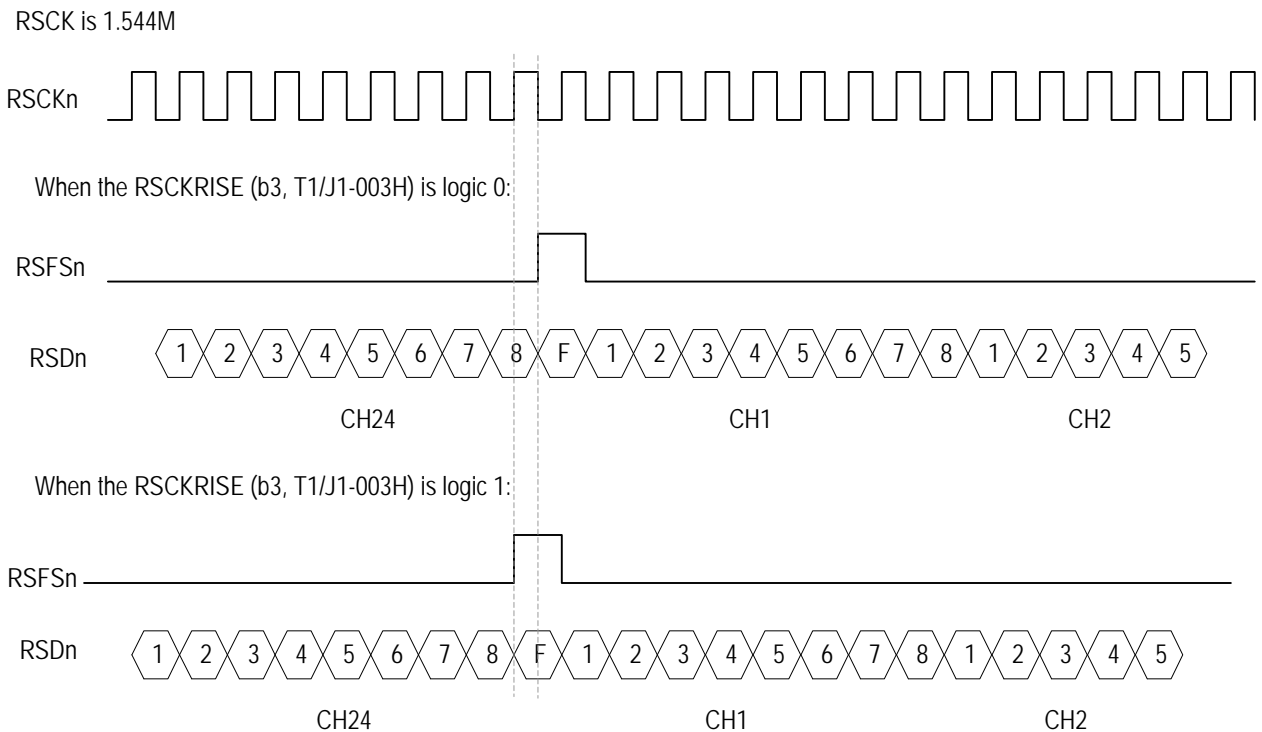 RSCK is 1.544M
RSCKn
When the RSCKRISE (b3, T1/J1-003H) is logic 0:
RSFSn
RSDn 1 2 3 4 5 6 7 8 F 1 2 3 4 5 6 7 8 1 2 3 4 5
CH24 CH1 CH2
When the RSCKRISE (b3, T1/J1-003H) is logic 1:
RSFSn
RSDn 1 2 3 4 5 6 7 8 F 1 2 3 4 5 6 7 8 1 2 3 4 5
CH24 CH1 CH2